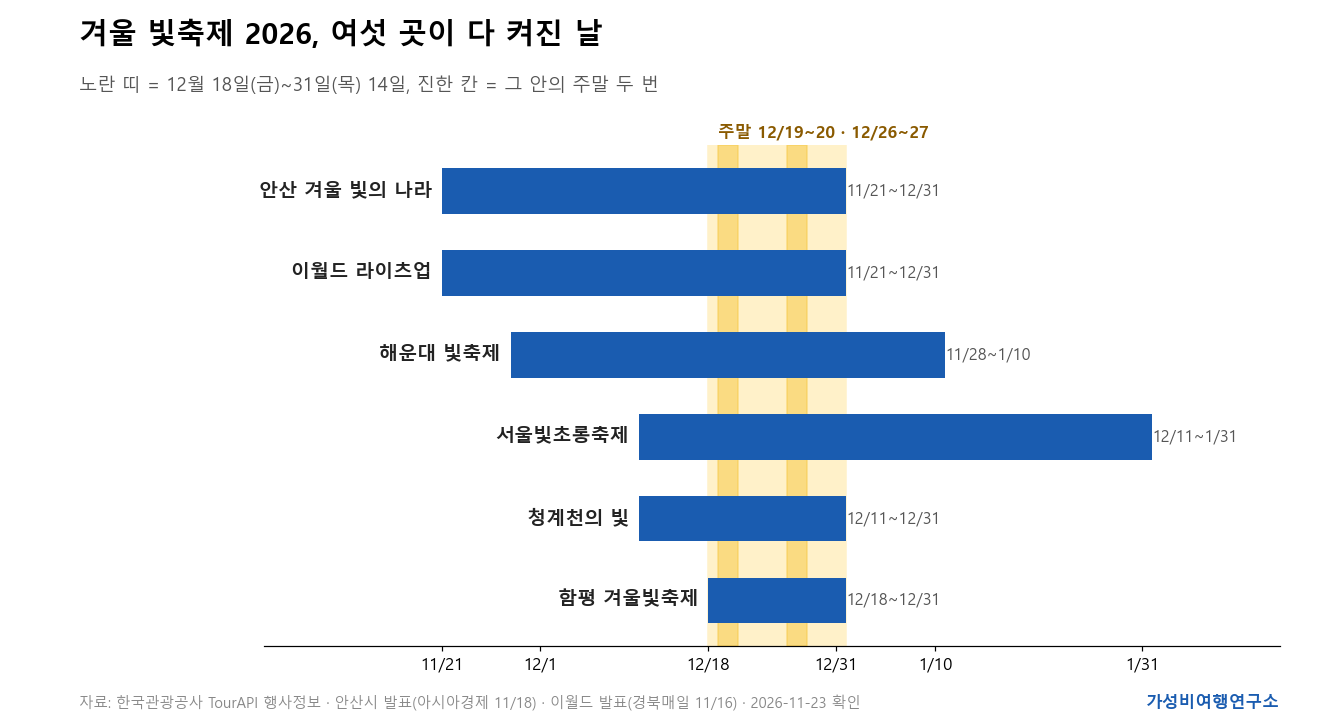 겨울 빛축제 2026, 여섯 곳이 다 켜진 날
노란 띠 = 12월 18일(금)~31일(목) 14일, 진한 칸 = 그 안의 주말 두 번
주말 12/19~20 · 12/26~27
안산 겨울 빛의 나라 11/21~12/31
이월드 라이츠업 11/21~12/31
해운대 빛축제 11/28~1/10
서울빛초롱축제 12/11~1/31
청계천의 빛 12/11~12/31
함평 겨울빛축제 12/18~12/31
11/21 12/1 12/18 12/31 1/10 1/31
자료: 한국관광공사 TourAPI 행사정보 · 안산시 발표(아시아경제 11/18) · 이월드 발표(경북매일 11/16) · 2026-11-23 확인
가성비여행연구소